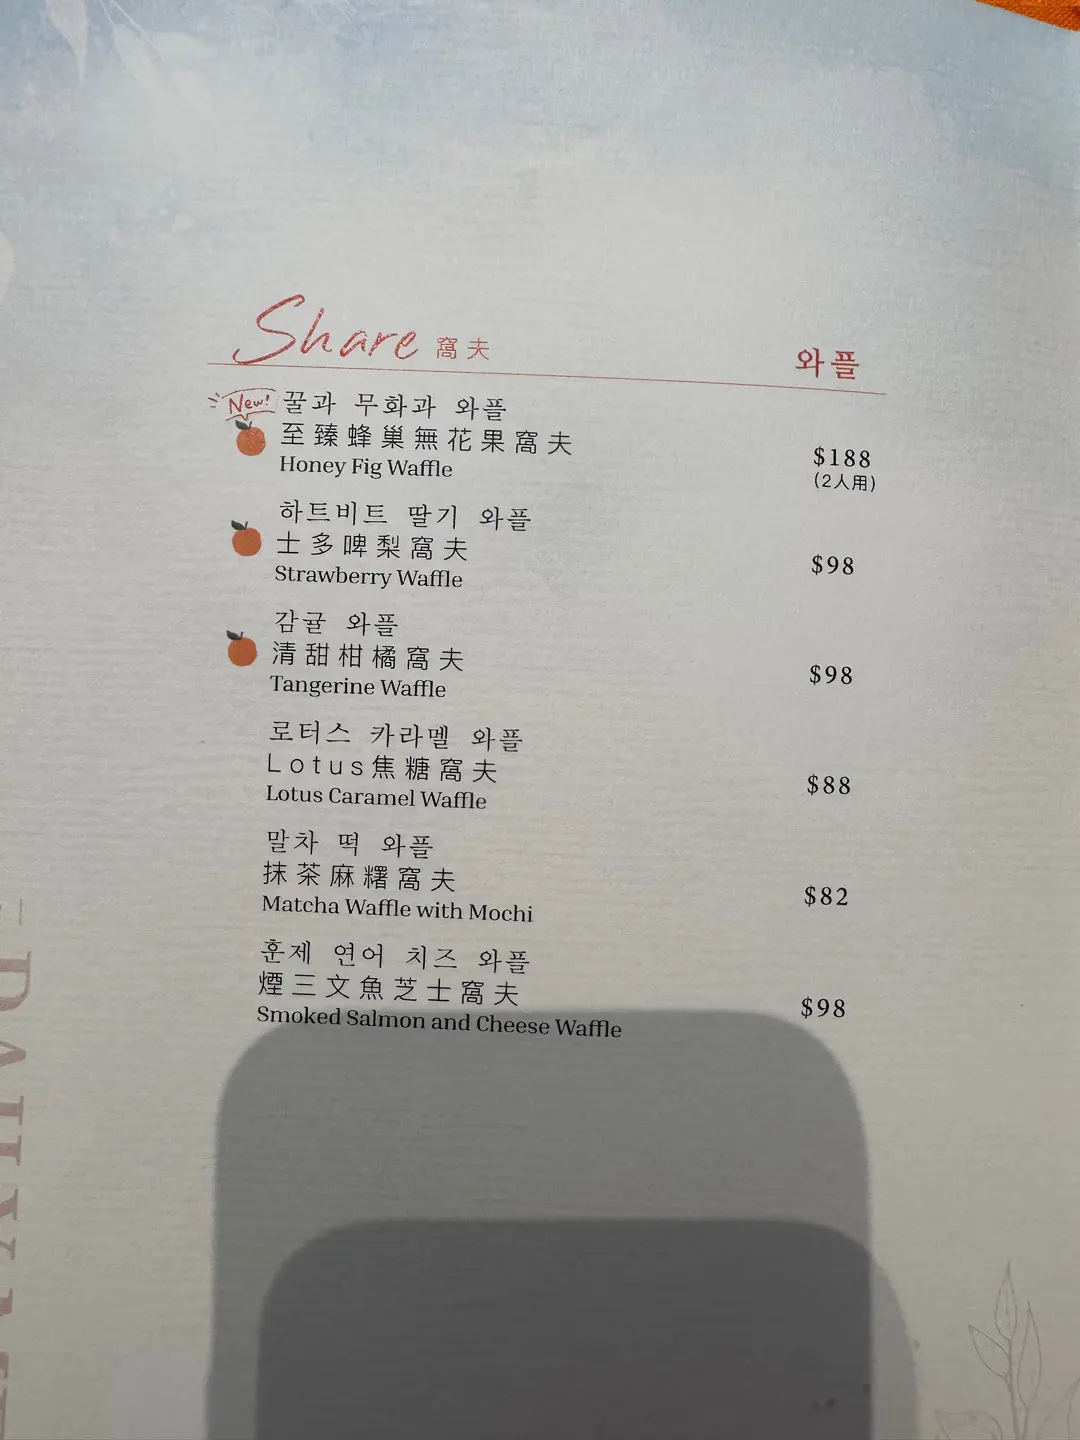 Share 窩夫 와플
New! 꿀과 무화과 와플
至臻蜂巢無花果窩夫 $188
Honey Fig Waffle (2人用)
하트비트 딸기 와플
士多啤梨窩夫 $98
Strawberry Waffle
감귤 와플
清甜柑橘窩夫 $98
Tangerine Waffle
로터스 카라멜 와플
Lotus焦糖窩夫 $88
Lotus Caramel Waffle
말차 떡 와플
抹茶麻糬窩夫 $82
Matcha Waffle with Mochi
훈제 연어 치즈 와플
煙三文魚芝士窩夫 $98
Smoked Salmon and Cheese Waffle